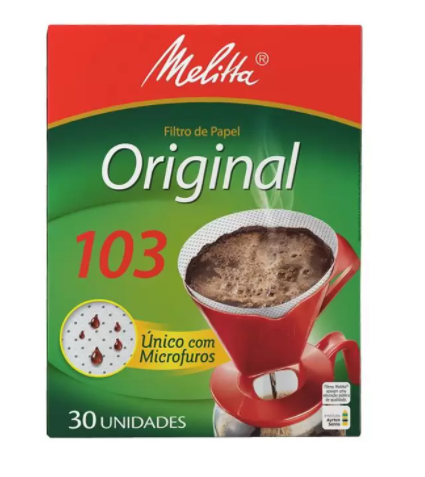 Melitta®
Filtro de Papel
Original
103
Único com
Microfuros
30 UNIDADES